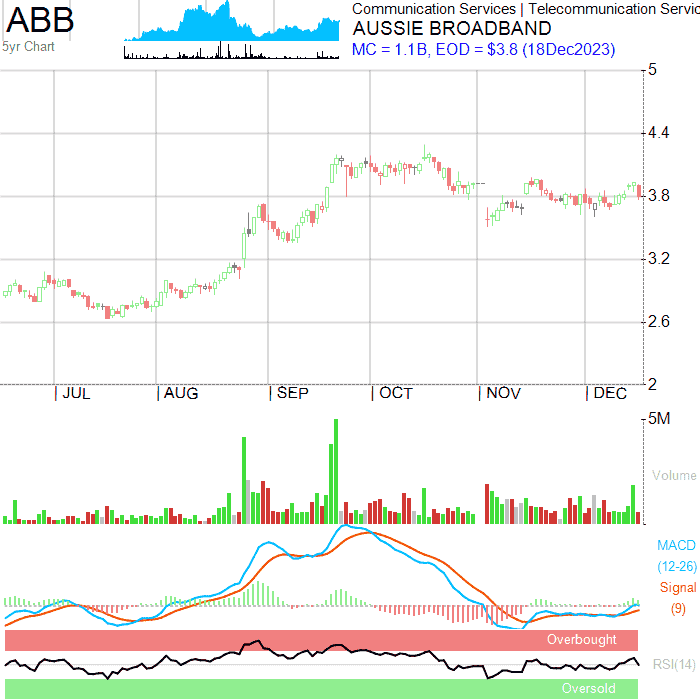 ABB
5yr Chart
Communication Services | Telecommunication Servic
AUSSIE BROADBAND
MC = 1.1B, EOD = $3.8 (18Dec2023)
5
4.4
3.8
3.2
2.6
2
| JUL | AUG | SEP | OCT | NOV | DEC
5M
Volume
MACD
(12-26)
Signal
(9)
Overbought
RSI(14)
Oversold